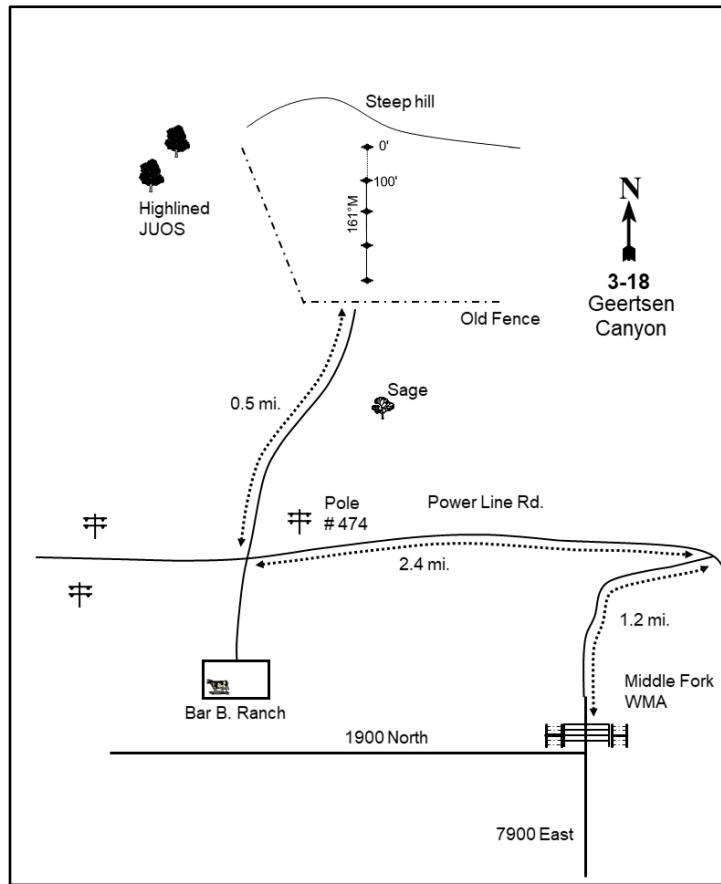 Steep hill
0'
100'
161°M
Highlined
JUOS
N
3-18
Geertsen
Canyon
Old Fence
Sage
0.5 mi.
Pole
# 474
Power Line Rd.
2.4 mi.
1.2 mi.
Middle Fork
WMA
Bar B. Ranch
1900 North
7900 East